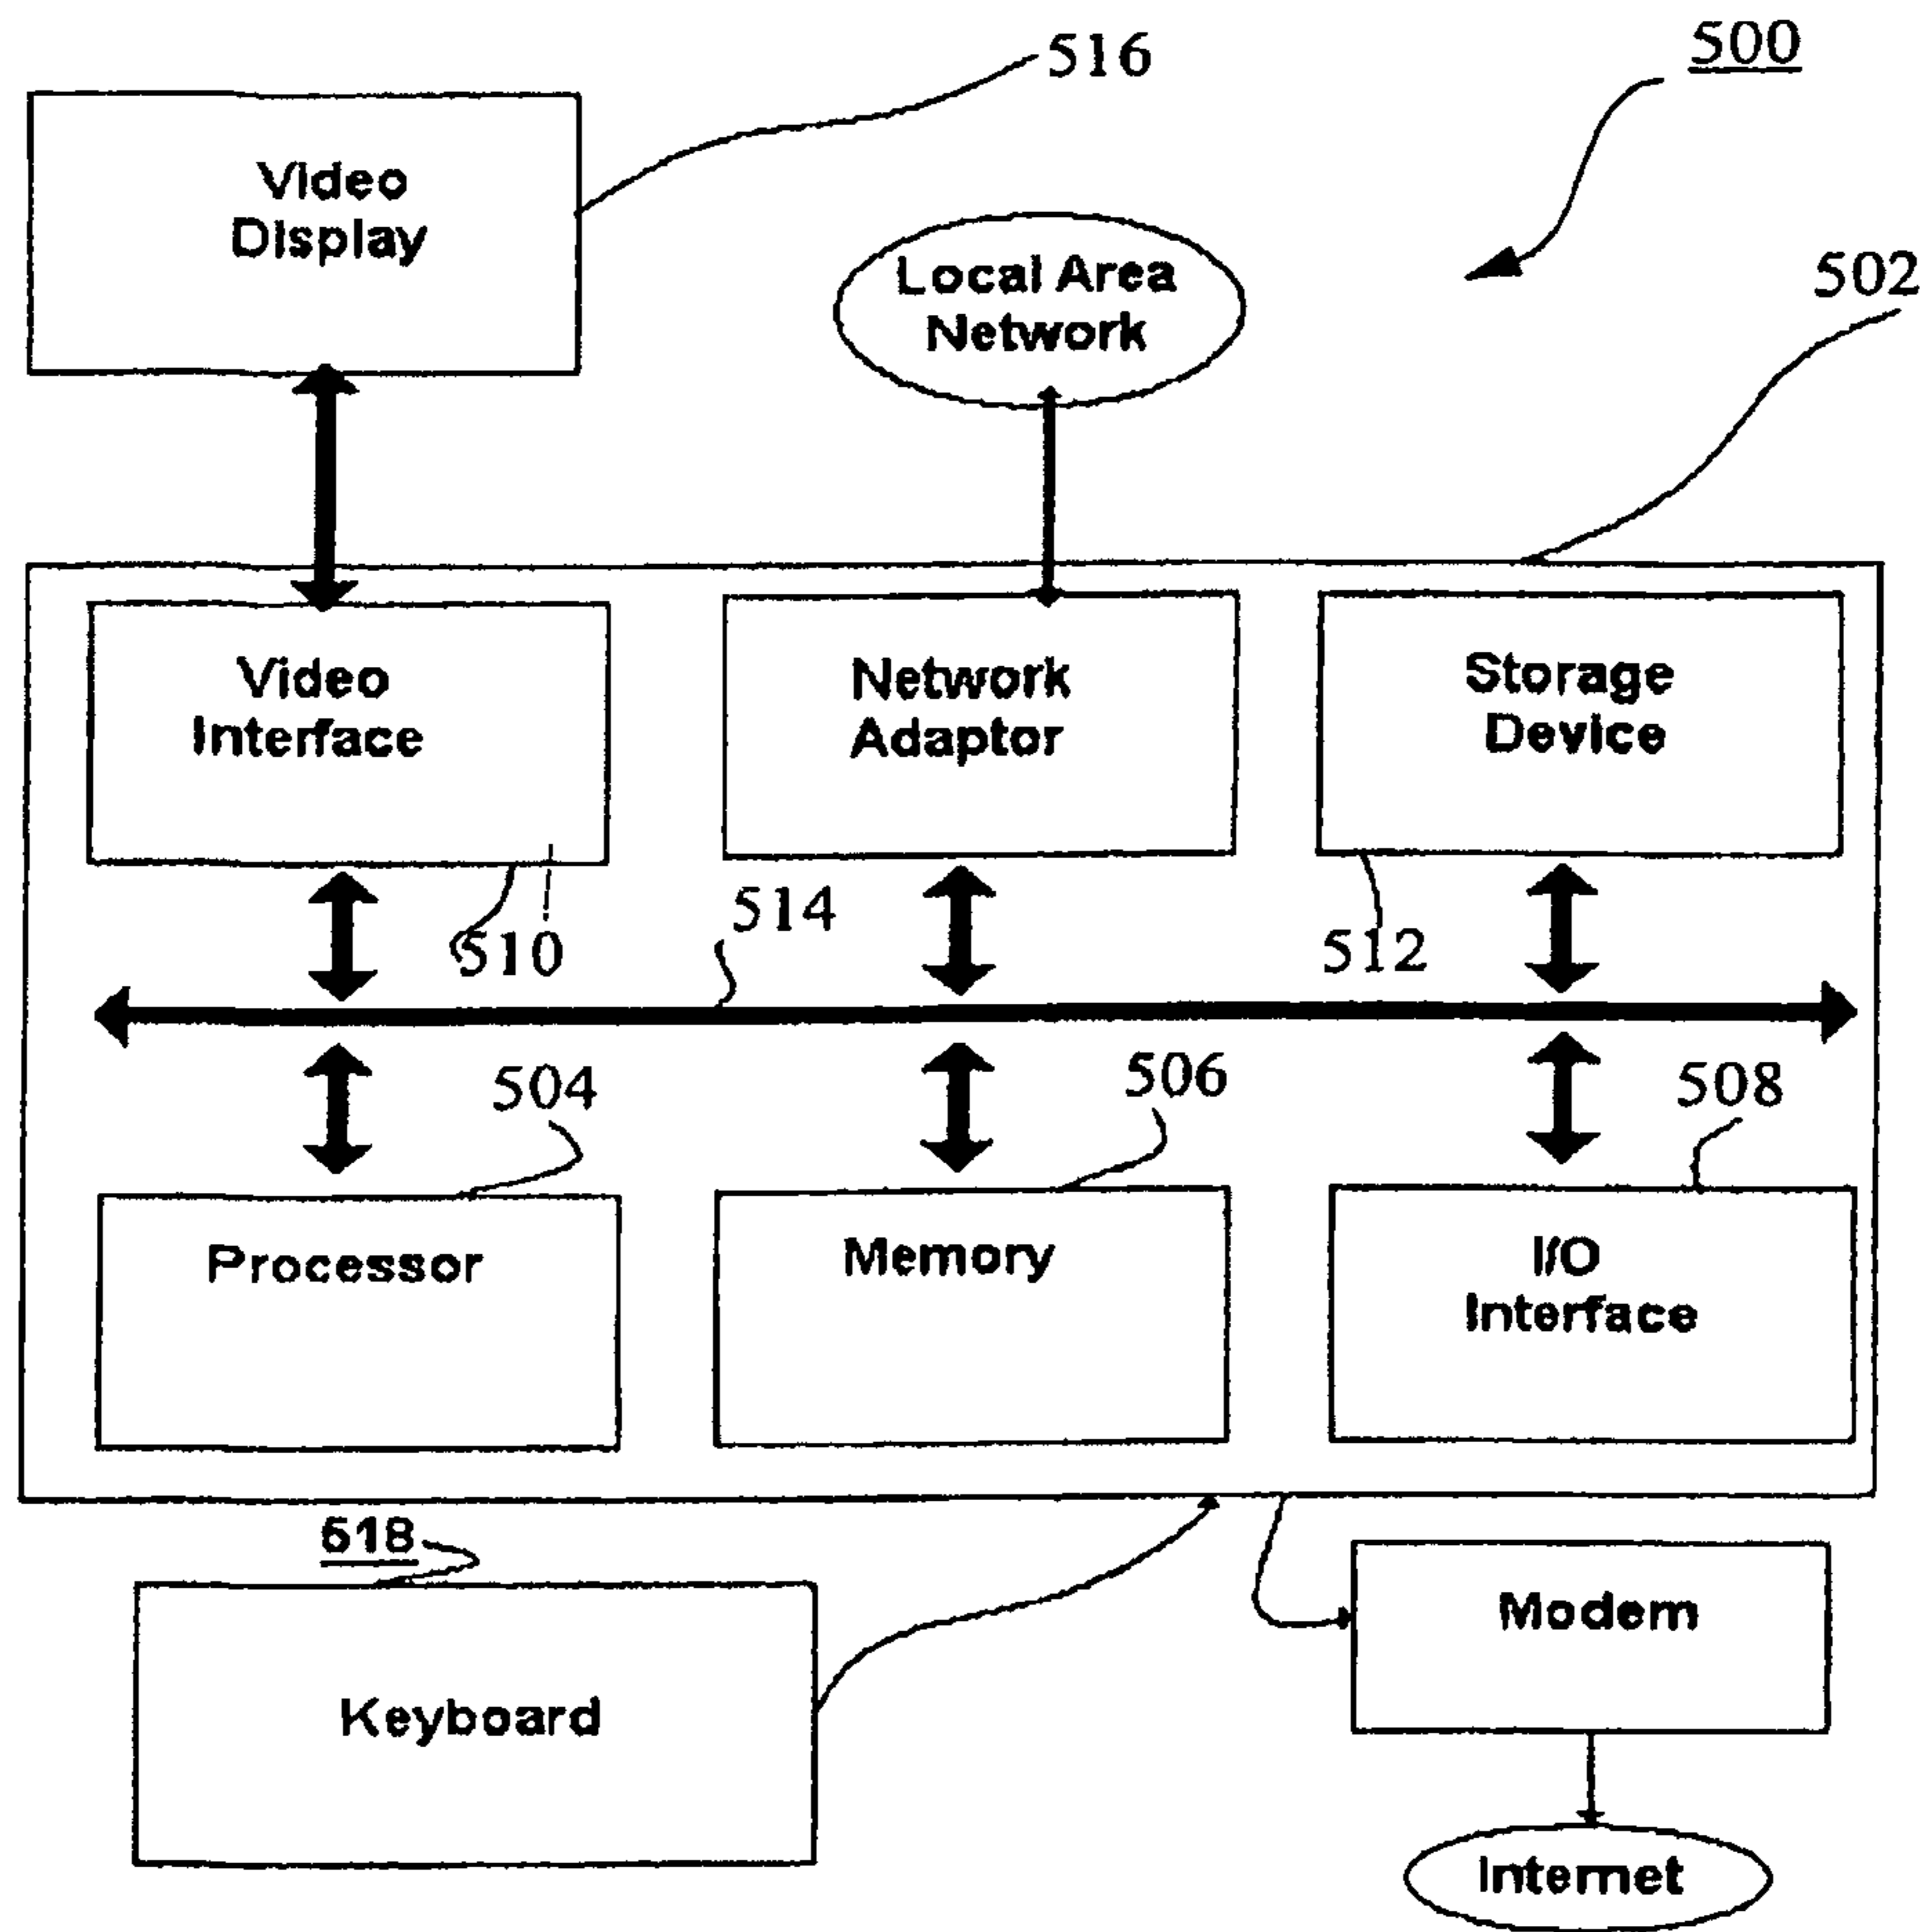 516
500
Video
Display
Local Area
Network
502
Video
Interface
Network
Adaptor
Storage
Device
510
514
512
504
506
508
Processor
Memory
I/O
Interface
518
Keyboard
Modem
Internet